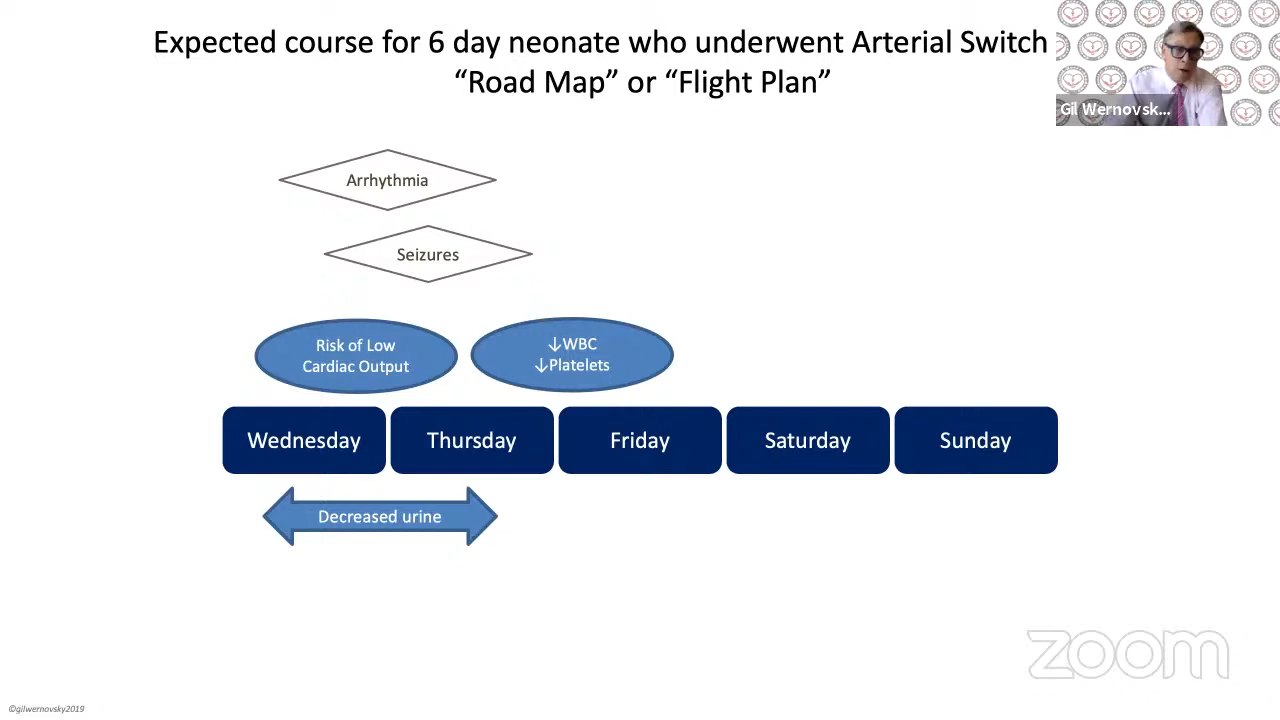 Expected course for 6 day neonate who underwent Arterial Switch
“Road Map” or “Flight Plan”
Gil Wernovsk...
Arrhythmia
Seizures
Risk of Low
Cardiac Output
↓WBC
↓Platelets
Wednesday
Thursday
Friday
Saturday
Sunday
Decreased urine
zoom
©gilwernovsky2019